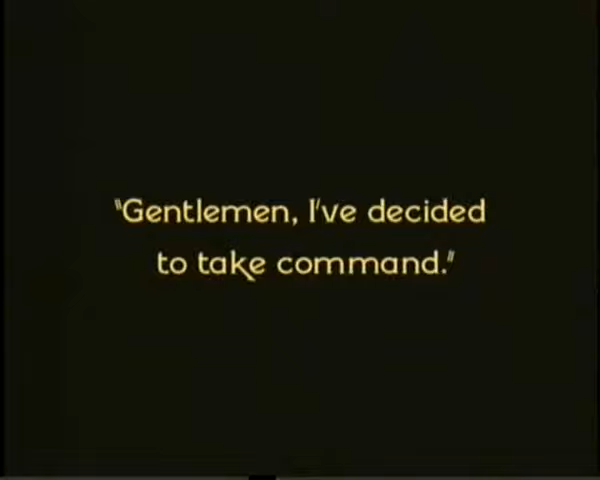 "Gentlemen, I've decided
to take command."